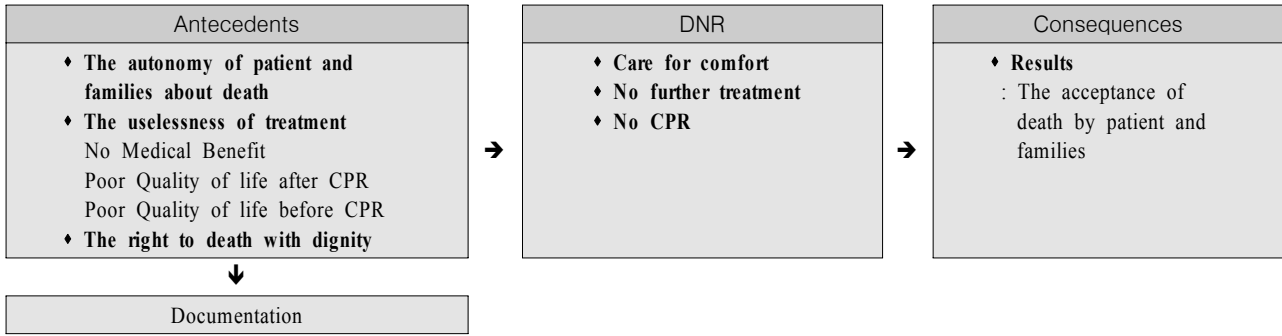 Antecedents
♦ The autonomy of patient and
families about death
♦ The uselessness of treatment
No Medical Benefit
Poor Quality of life after CPR
Poor Quality of life before CPR
♦ The right to death with dignity
Documentation
DNR
♦ Care for comfort
♦ No further treatment
♦ No CPR
Consequences
♦ Results
: The acceptance of
death by patient and
families